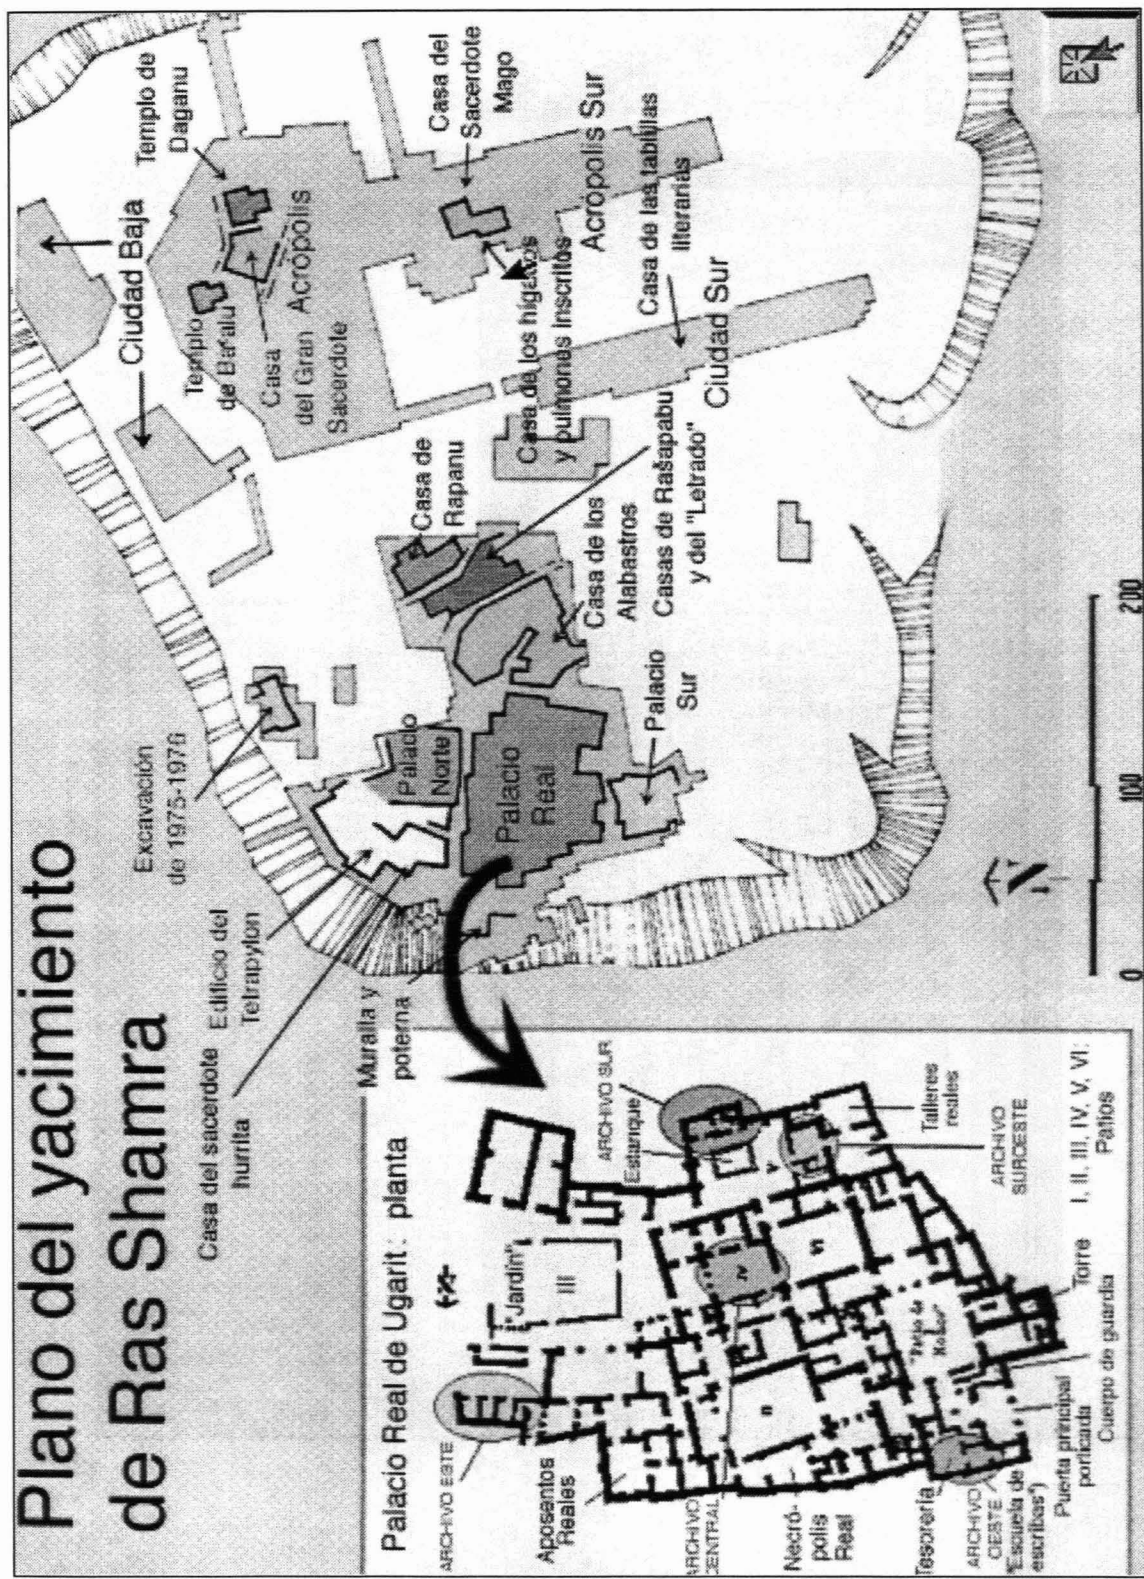 Plano del yacimiento
de Ras Shamra
Excavación
de 1975-1976
Edificio del
Tetrapylon
Casa del sacerdote
hurrita
Muralla y
poterna
Ciudad Baja
Templo de
Daganu
Templo
de Ba'alu
Casa
del Gran
Sacerdote
Acropolis
Casa del
Sacerdote
Mago
Casa de los hígados
y pulmones inscritos
Acropolis Sur
Casa de las tablillas
literarias
Ciudad Sur
Casa de
Rapanu
Casas de Rašapabu
y del "Letrado"
Casa de los
Alabastros
Palacio
Norte
Palacio
Real
Palacio
Sur
N
0
100
200
Palacio Real de Ugarit: planta
ARCHIVO ESTE
Aposentos
Reales
ARCHIVO
CENTRAL
Necró-
polis
Real
Tesorería
ARCHIVO
OESTE
"Escuela de
escribas")
Puerta principal
porticada
Cuerpo de guardia
Torre
I, II, III, IV, V, VI:
Patios
"Jardín"
III
ARCHIVO SUR
Estanque
Talleres
reales
ARCHIVO
SUROESTE
II
IV
V
VI